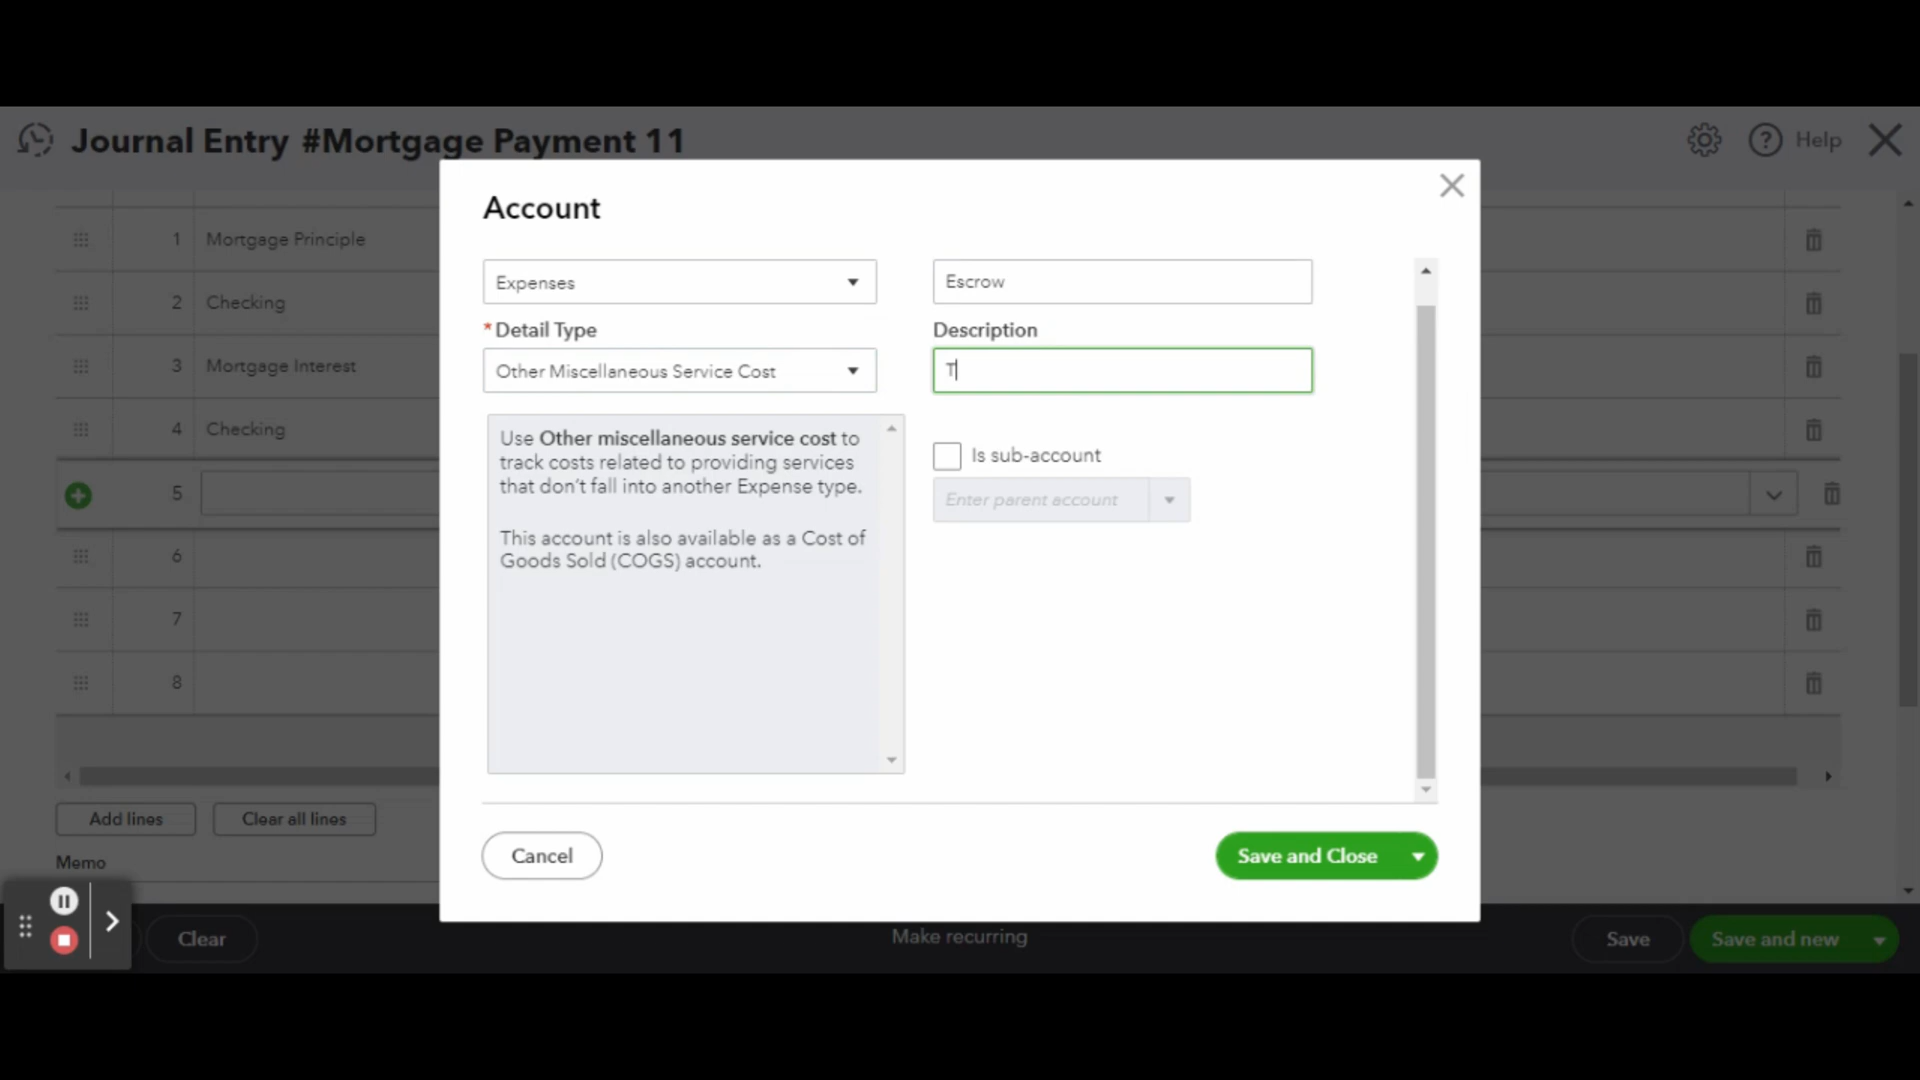 Journal Entry #Mortgage Payment 11
Help
1 Mortgage Principle
2 Checking
3 Mortgage Interest
4 Checking
5
6
7
8
Add lines
Clear all lines
Memo
Account
Expenses
Escrow
*Detail Type
Description
Other Miscellaneous Service Cost
T
Use Other miscellaneous service cost to
track costs related to providing services
that don't fall into another Expense type.
This account is also available as a Cost of
Goods Sold (COGS) account.
Is sub-account
Enter parent account
Cancel
Save and Close
Clear
Make recurring
Save
Save and new